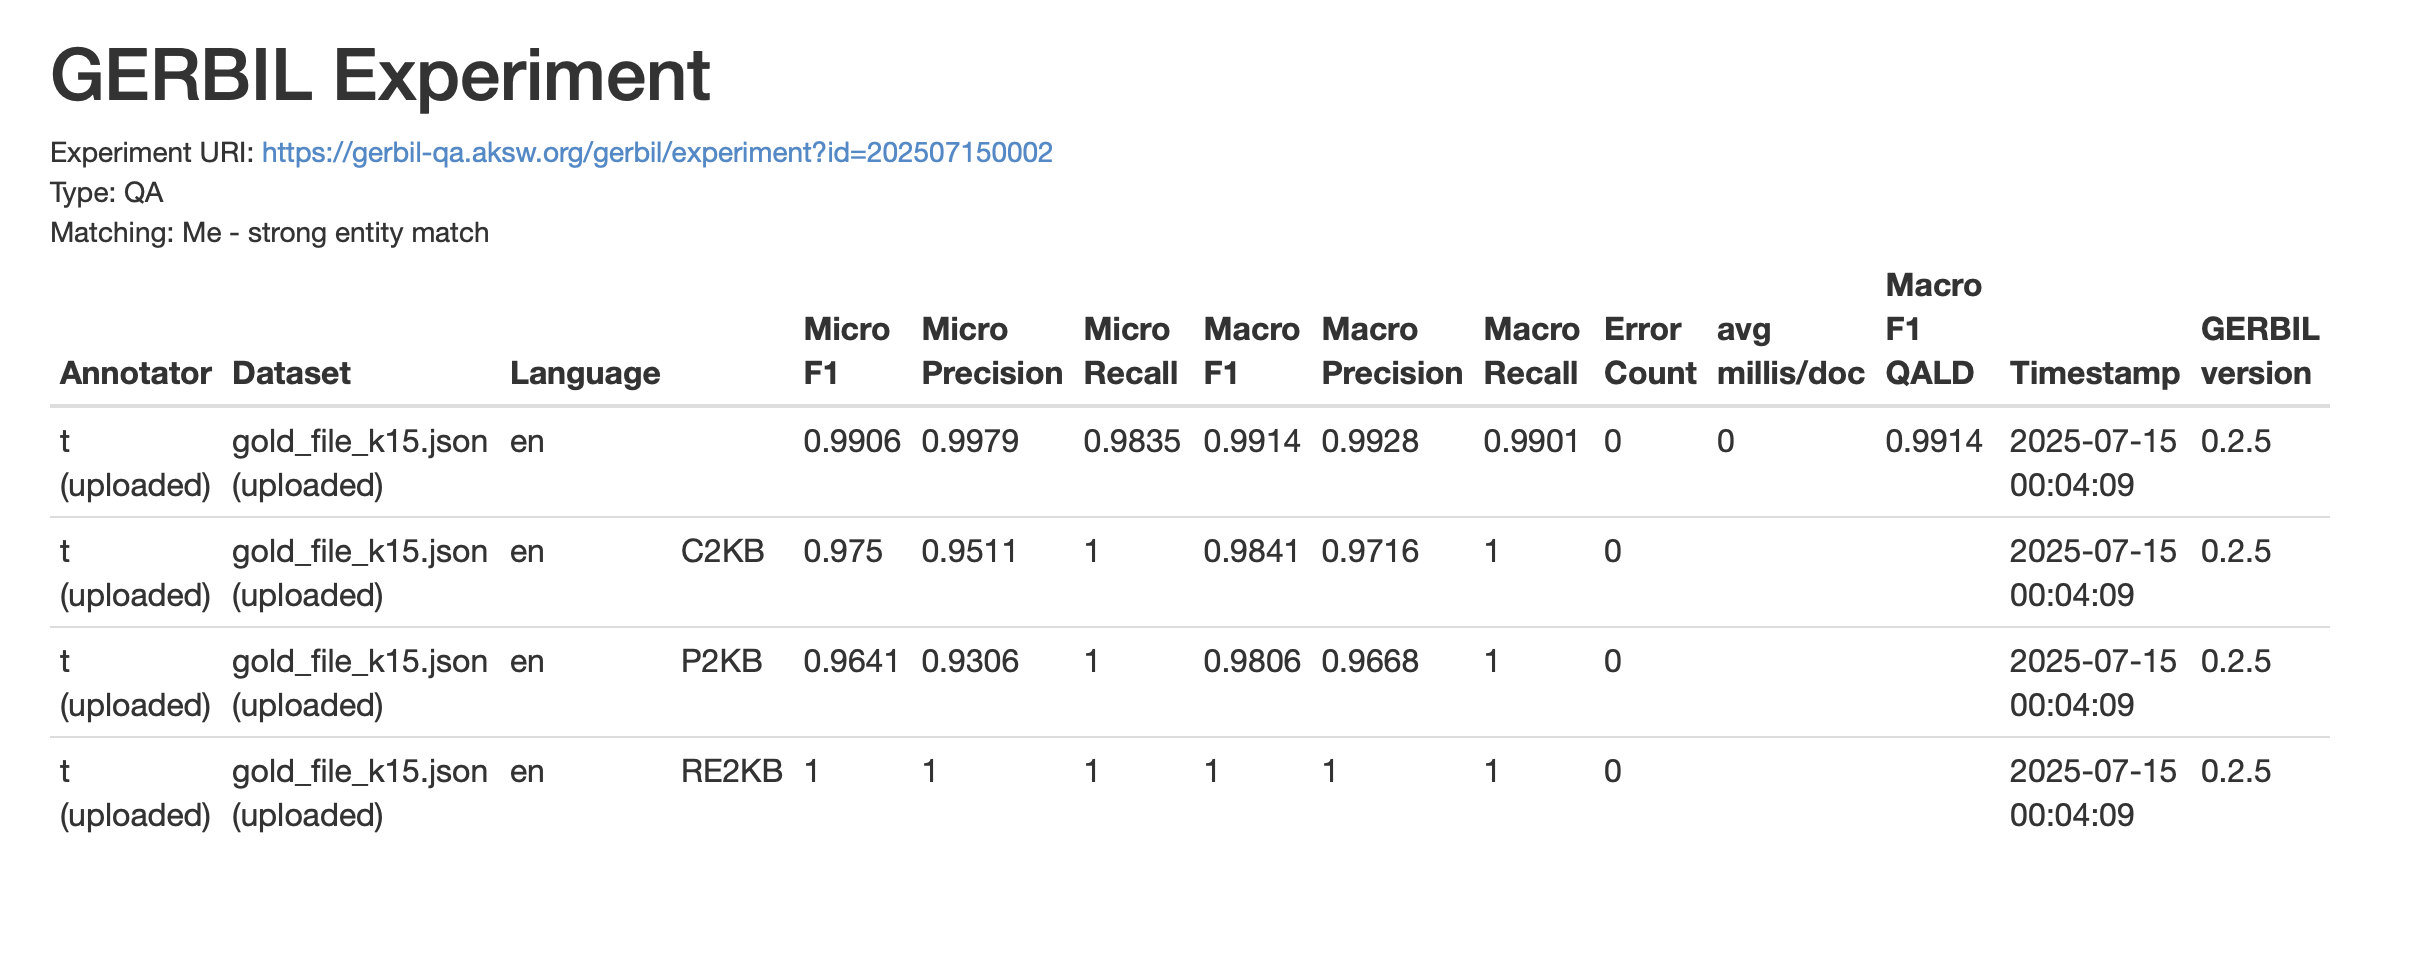 GERBIL Experiment
Experiment URI: https://gerbil-qa.aksw.org/gerbil/experiment?id=202507150002
Type: QA
Matching: Me - strong entity match
Annotator Dataset Language Micro F1 Micro Precision Micro Recall Macro F1 Macro Precision Macro Recall Error Count avg millis/doc Macro F1 QALD Timestamp GERBIL version
t (uploaded) gold_file_k15.json (uploaded) en 0.9906 0.9979 0.9835 0.9914 0.9928 0.9901 0 0 0.9914 2025-07-15 00:04:09 0.2.5
t (uploaded) gold_file_k15.json (uploaded) en C2KB 0.975 0.9511 1 0.9841 0.9716 1 0 2025-07-15 00:04:09 0.2.5
t (uploaded) gold_file_k15.json (uploaded) en P2KB 0.9641 0.9306 1 0.9806 0.9668 1 0 2025-07-15 00:04:09 0.2.5
t (uploaded) gold_file_k15.json (uploaded) en RE2KB 1 1 1 1 1 1 0 2025-07-15 00:04:09 0.2.5